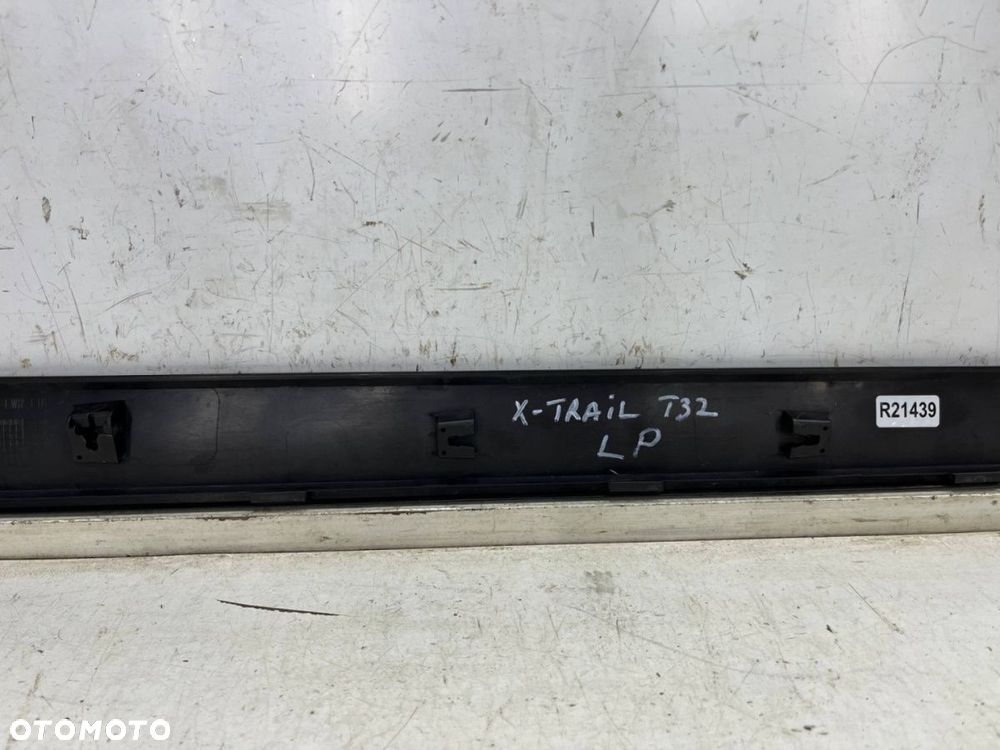 X-TRAIL T32
LP
R21439
OTOMOTO